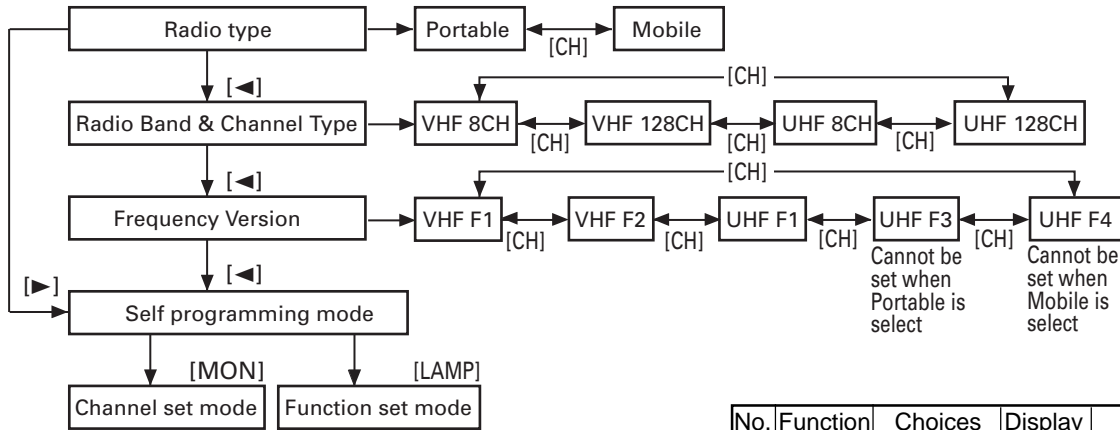 Radio type
Portable
[CH]
Mobile
[◄]
[CH]
Radio Band & Channel Type
VHF 8CH
[CH]
VHF 128CH
[CH]
UHF 8CH
[CH]
UHF 128CH
[◄]
[CH]
Frequency Version
VHF F1
[CH]
VHF F2
[CH]
UHF F1
[CH]
UHF F3
[CH]
UHF F4
Cannot be
set when
Portable is
select
Cannot be
set when
Mobile is
select
[►]
[◄]
Self programming mode
[MON]
[LAMP]
Channel set mode
Function set mode
No. Function Choices Display